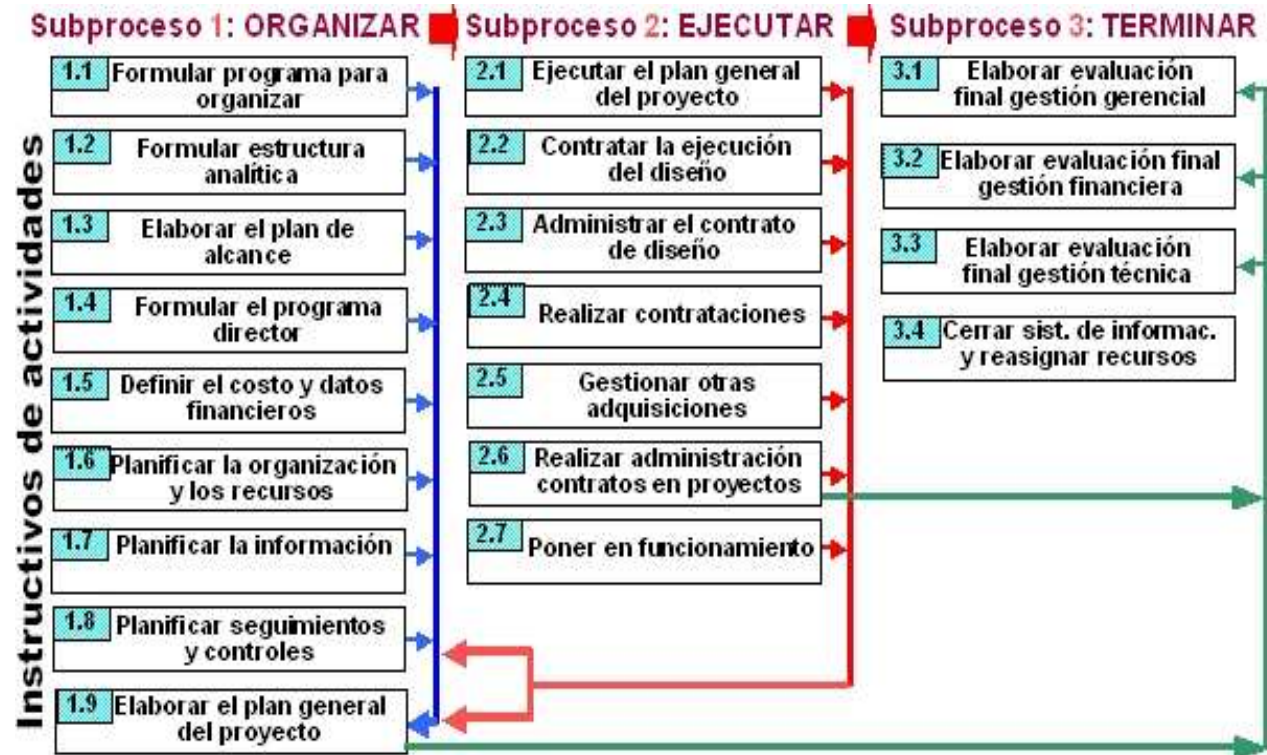 Subproceso 1: ORGANIZAR
Subproceso 2: EJECUTAR
Subproceso 3: TERMINAR
Instructivos de actividades
1.1 Formular programa para
organizar
1.2 Formular estructura
analítica
1.3 Elaborar el plan de
alcance
1.4 Formular el programa
director
1.5 Definir el costo y datos
financieros
1.6 Planificar la organización
y los recursos
1.7 Planificar la información
1.8 Planificar seguimientos
y controles
1.9 Elaborar el plan general
del proyecto
2.1 Ejecutar el plan general
del proyecto
2.2 Contratar la ejecución
del diseño
2.3 Administrar el contrato
de diseño
2.4 Realizar contrataciones
2.5 Gestionar otras
adquisiciones
2.6 Realizar administración
contratos en proyectos
2.7 Poner en funcionamiento
3.1 Elaborar evaluación
final gestión gerencial
3.2 Elaborar evaluación final
gestión financiera
3.3 Elaborar evaluación
final gestión técnica
3.4 Cerrar sist. de informac.
y reasignar recursos